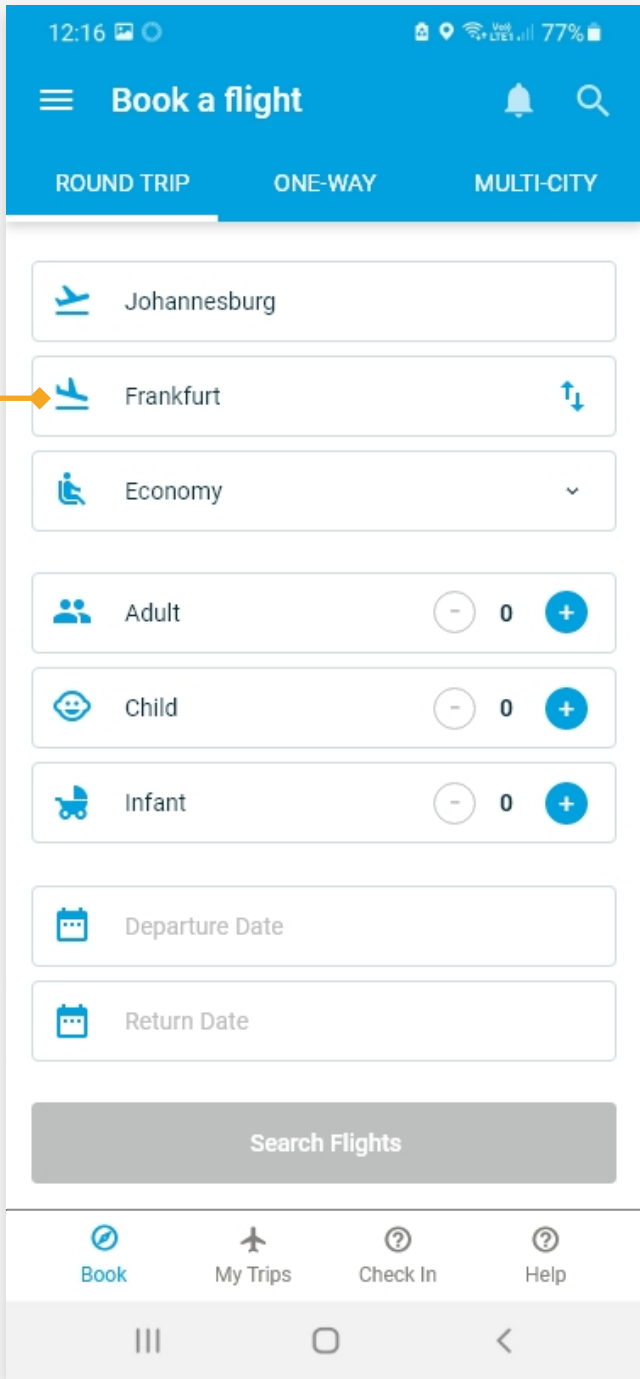 12:16 77%
Book a flight
ROUND TRIP ONE-WAY MULTI-CITY
Johannesburg
Frankfurt
Economy
Adult - 0 +
Child - 0 +
Infant - 0 +
Departure Date
Return Date
Search Flights
Book My Trips Check In Help